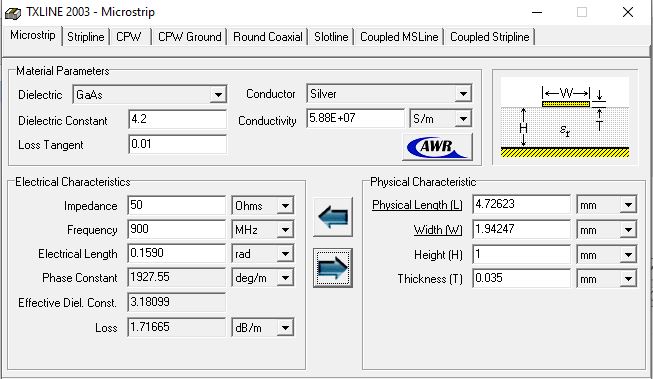 TXLINE 2003 - Microstrip
Microstrip Stripline CPW CPW Ground Round Coaxial Slotline Coupled MSLine Coupled Stripline
Material Parameters
Dielectric GaAs Conductor Silver
Dielectric Constant 4.2 Conductivity 5.88E+07 S/m
Loss Tangent 0.01 AWR
W
H εr T
Electrical Characteristics
Impedance 50 Ohms
Frequency 900 MHz
Electrical Length 0.1590 rad
Phase Constant 1927.55 deg/m
Effective Diel. Const. 3.18099
Loss 1.71665 dB/m
Physical Characteristic
Physical Length (L) 4.72623 mm
Width (W) 1.94247 mm
Height (H) 1 mm
Thickness (T) 0.035 mm